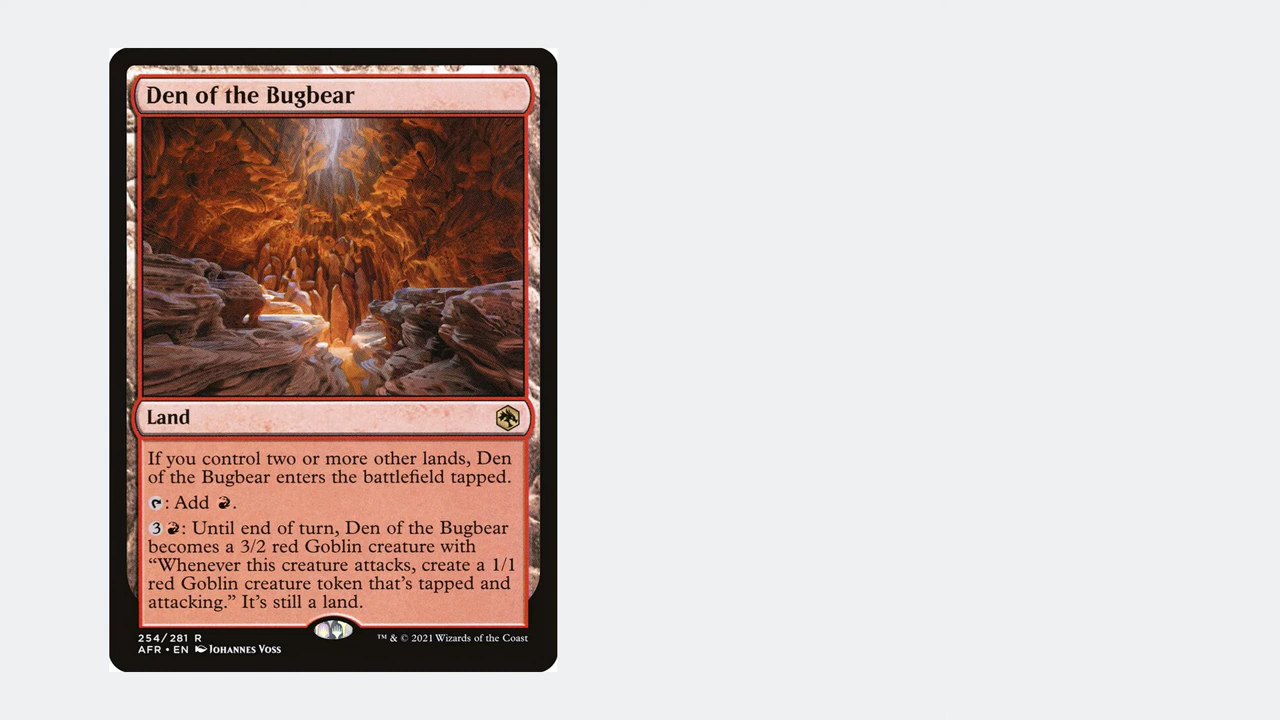 Den of the Bugbear
Land
If you control two or more other lands, Den
of the Bugbear enters the battlefield tapped.
: Add .
3 : Until end of turn, Den of the Bugbear
becomes a 3/2 red Goblin creature with
“Whenever this creature attacks, create a 1/1
red Goblin creature token that’s tapped and
attacking.” It’s still a land.
254/281 R
AFR • EN Johannes Voss
™ & © 2021 Wizards of the Coast